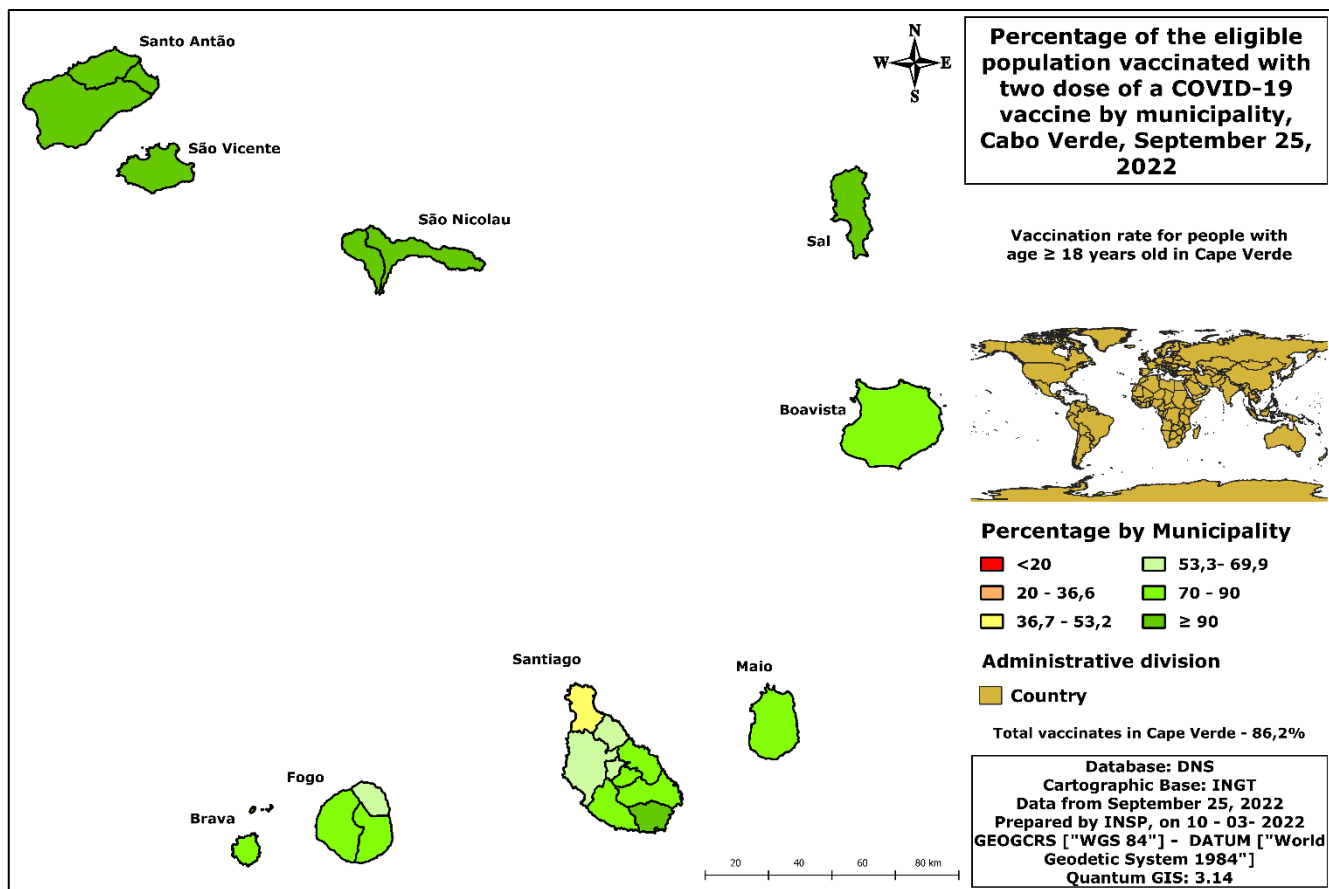 Santo Antão
São Vicente
São Nicolau
Sal
Boavista
Santiago
Maio
Fogo
Brava
N
W E
S
20 40 60 80 km
Percentage of the eligible
population vaccinated with
two dose of a COVID-19
vaccine by municipality,
Cabo Verde, September 25,
2022
Vaccination rate for people with
age ≥ 18 years old in Cape Verde
Percentage by Municipality
<20
20 - 36,6
36,7 - 53,2
53,3- 69,9
70 - 90
≥ 90
Administrative division
Country
Total vaccinates in Cape Verde - 86,2%
Database: DNS
Cartographic Base: INGT
Data from September 25, 2022
Prepared by INSP, on 10 - 03- 2022
GEOGCRS ["WGS 84"] - DATUM ["World
Geodetic System 1984"]
Quantum GIS: 3.14